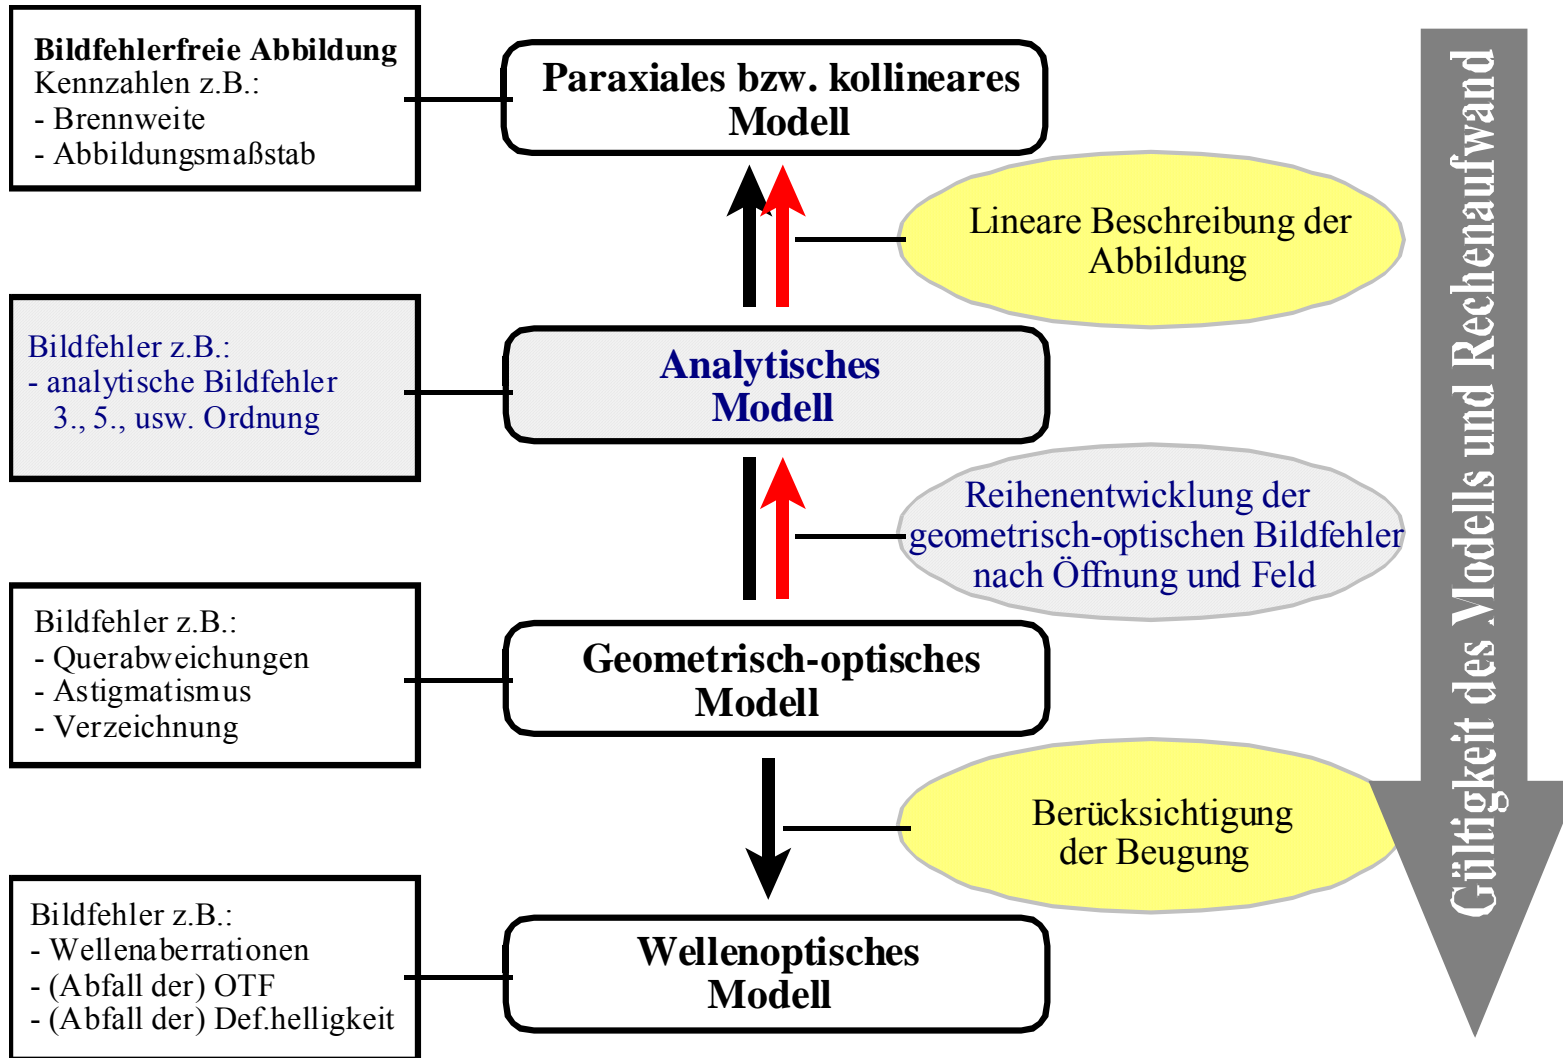 Bildfehlerfreie Abbildung
Kennzahlen z.B.:
- Brennweite
- Abbildungsmaßstab
Paraxiales bzw. kollineares
Modell
Lineare Beschreibung der
Abbildung
Bildfehler z.B.:
- analytische Bildfehler
3., 5., usw. Ordnung
Analytisches
Modell
Reihenentwicklung der
geometrisch-optischen Bildfehler
nach Öffnung und Feld
Bildfehler z.B.:
- Querabweichungen
- Astigmatismus
- Verzeichnung
Geometrisch-optisches
Modell
Berücksichtigung
der Beugung
Bildfehler z.B.:
- Wellenaberrationen
- (Abfall der) OTF
- (Abfall der) Def.helligkeit
Wellenoptisches
Modell
Gültigkeit des Modells und Rechenaufwand